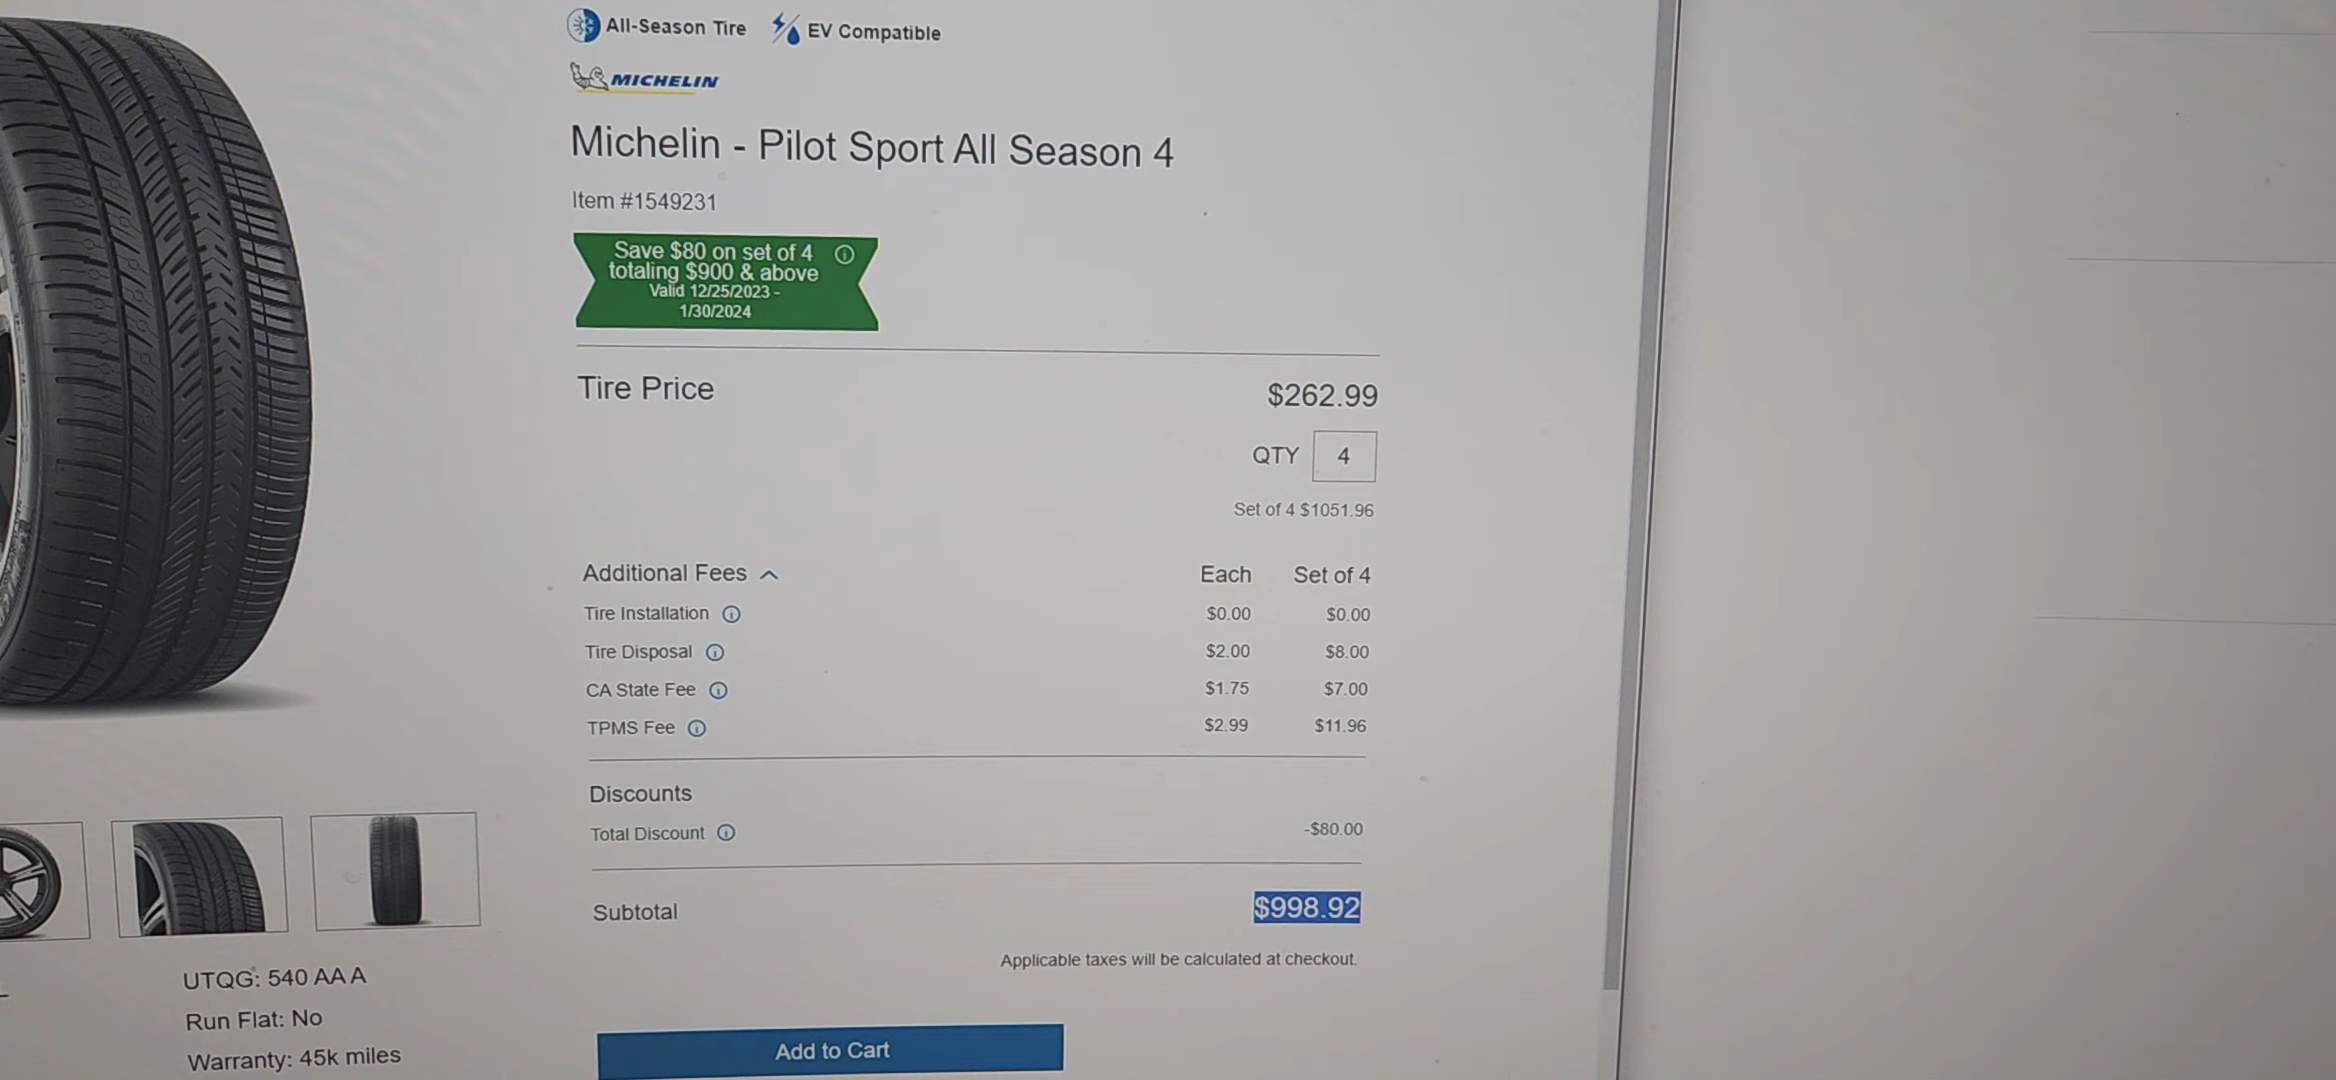 All-Season Tire EV Compatible
MICHELIN
Michelin - Pilot Sport All Season 4
Item #1549231
Save $80 on set of 4
totaling $900 & above
Valid 12/25/2023 -
1/30/2024
Tire Price $262.99
QTY 4
Set of 4 $1051.96
Additional Fees Each Set of 4
Tire Installation $0.00 $0.00
Tire Disposal $2.00 $8.00
CA State Fee $1.75 $7.00
TPMS Fee $2.99 $11.96
Discounts
Total Discount -$80.00
Subtotal $998.92
Applicable taxes will be calculated at checkout.
UTQG: 540 AA A
Run Flat: No
Warranty: 45k miles
Add to Cart